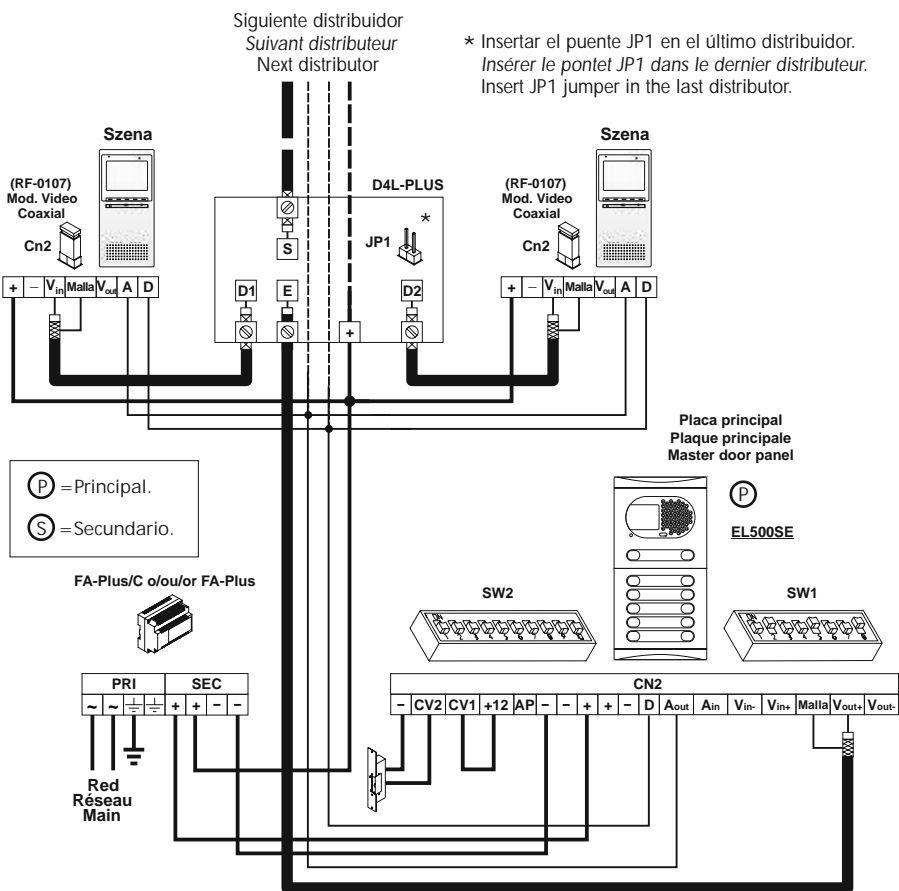 Siguiente distribuidor
Suivant distributeur
Next distributor
* Insertar el puente JP1 en el último distribuidor.
Insérer le pontet JP1 dans le dernier distributeur.
Insert JP1 jumper in the last distributor.
Szena
(RF-0107)
Mod. Video
Coaxial
Cn2
D4L-PLUS
Szena
(RF-0107)
Mod. Video
Coaxial
Cn2
S
JP1
*
D1 E D2
+
+ – Vin Malla Vout A D
+ – Vin Malla Vout A D
P =Principal.
S =Secundario.
Placa principal
Plaque principale
Master door panel
P
EL500SE
FA-Plus/C o/ou/or FA-Plus
SW2
SW1
PRI SEC
~ ~ + + – –
CN2
– CV2 CV1 +12 AP – – + + – D Aout Ain Vin- Vin+ Malla Vout+ Vout-
Red
Réseau
Main